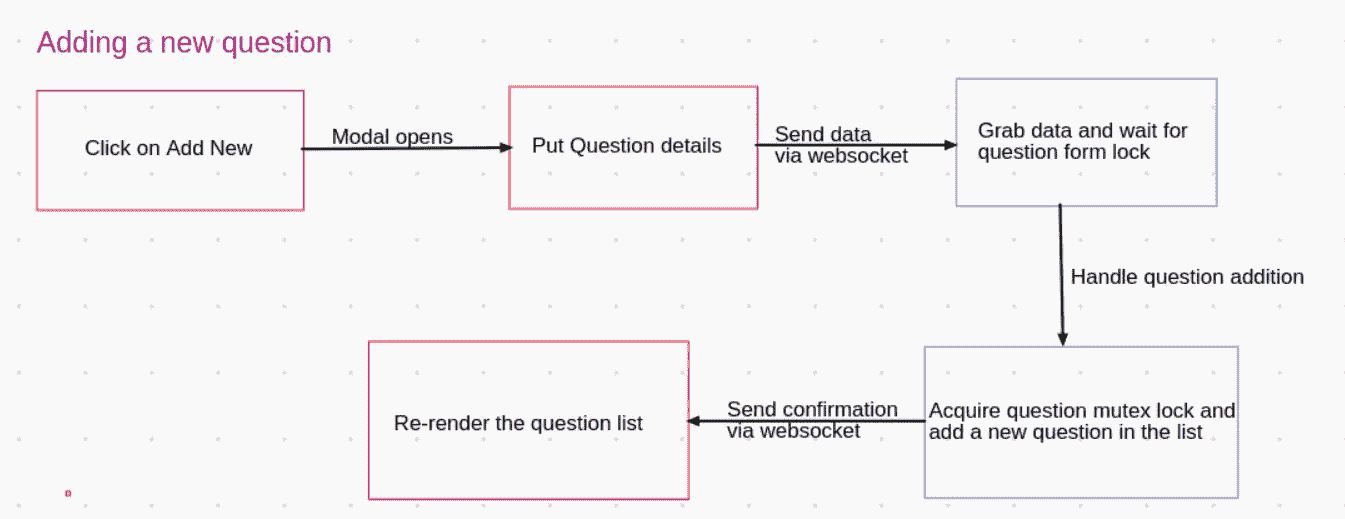 Adding a new question
Click on Add New
Modal opens
Put Question details
Send data
via websocket
Grab data and wait for
question form lock
Handle question addition
Acquire question mutex lock and
add a new question in the list
Send confirmation
via websocket
Re-render the question list